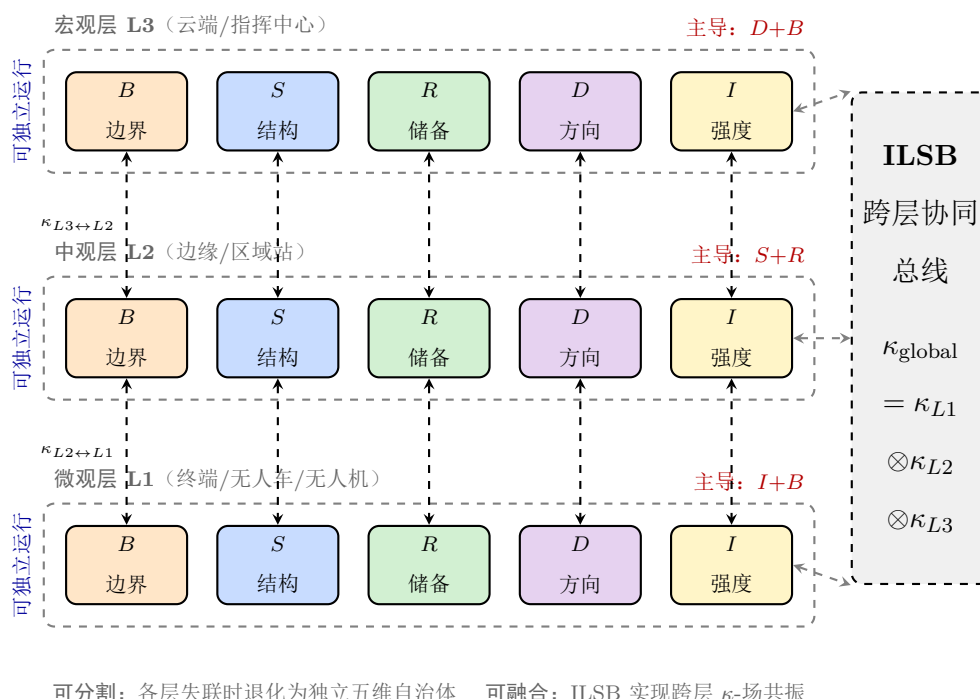 宏观层 L3（云端/指挥中心） 主导：D+B
可独立运行
B S R D I
边界 结构 储备 方向 强度
κL3↔L2
中观层 L2（边缘/区域站） 主导：S+R
可独立运行
B S R D I
边界 结构 储备 方向 强度
κL2↔L1
微观层 L1（终端/无人车/无人机） 主导：I+B
可独立运行
B S R D I
边界 结构 储备 方向 强度
ILSB
跨层协同
总线
κglobal
= κL1
⊗κL2
⊗κL3
可分割：各层失联时退化为独立五维自治体 可融合：ILSB 实现跨层 κ-场共振